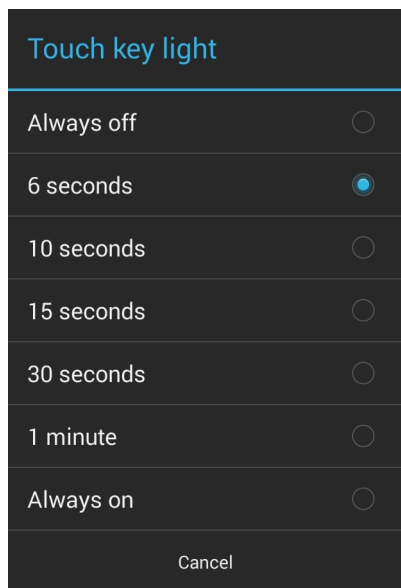 Touch key light
Always off
6 seconds
10 seconds
15 seconds
30 seconds
1 minute
Always on
Cancel